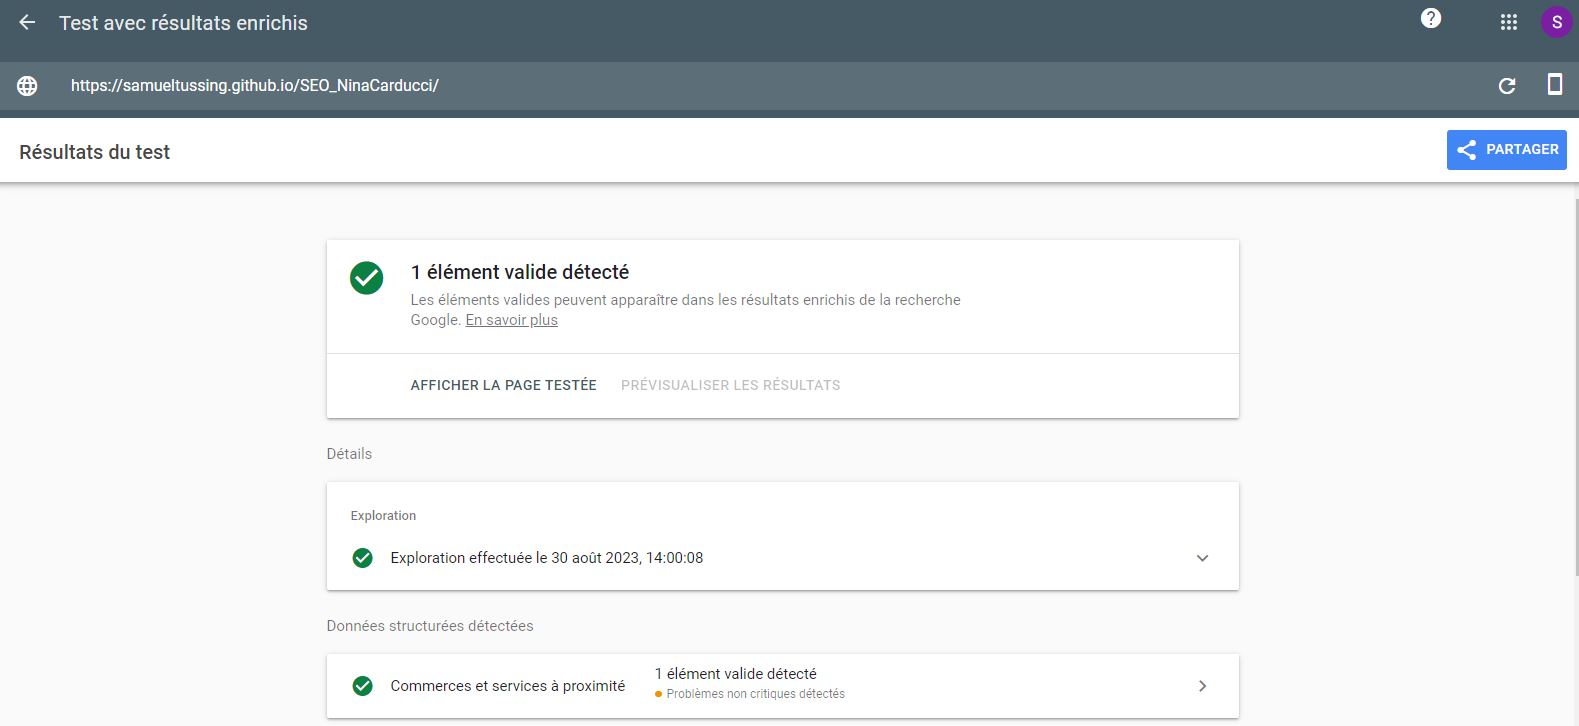 Test avec résultats enrichis
?
S
https://samueltussing.github.io/SEO_NinaCarducci/
Résultats du test
PARTAGER
1 élément valide détecté
Les éléments valides peuvent apparaître dans les résultats enrichis de la recherche
Google. En savoir plus
AFFICHER LA PAGE TESTÉE
PRÉVISUALISER LES RÉSULTATS
Détails
Exploration
Exploration effectuée le 30 août 2023, 14:00:08
Données structurées détectées
Commerces et services à proximité
1 élément valide détecté
Problèmes non critiques détectés